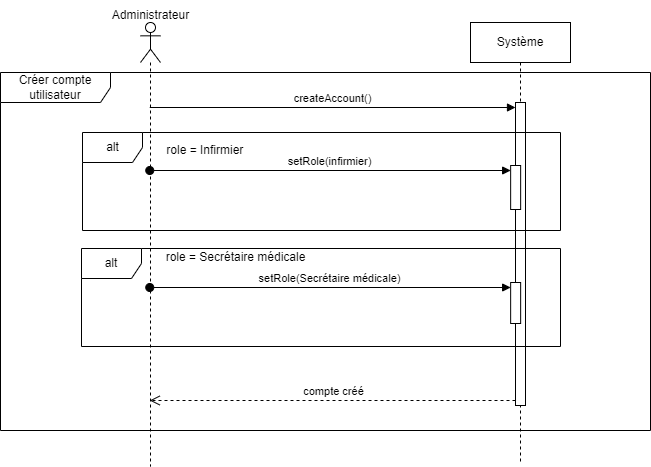 Administrateur
Système
Créer compte
utilisateur
createAccount()
alt
role = Infirmier
setRole(infirmier)
alt
role = Secrétaire médicale
setRole(Secrétaire médicale)
compte créé